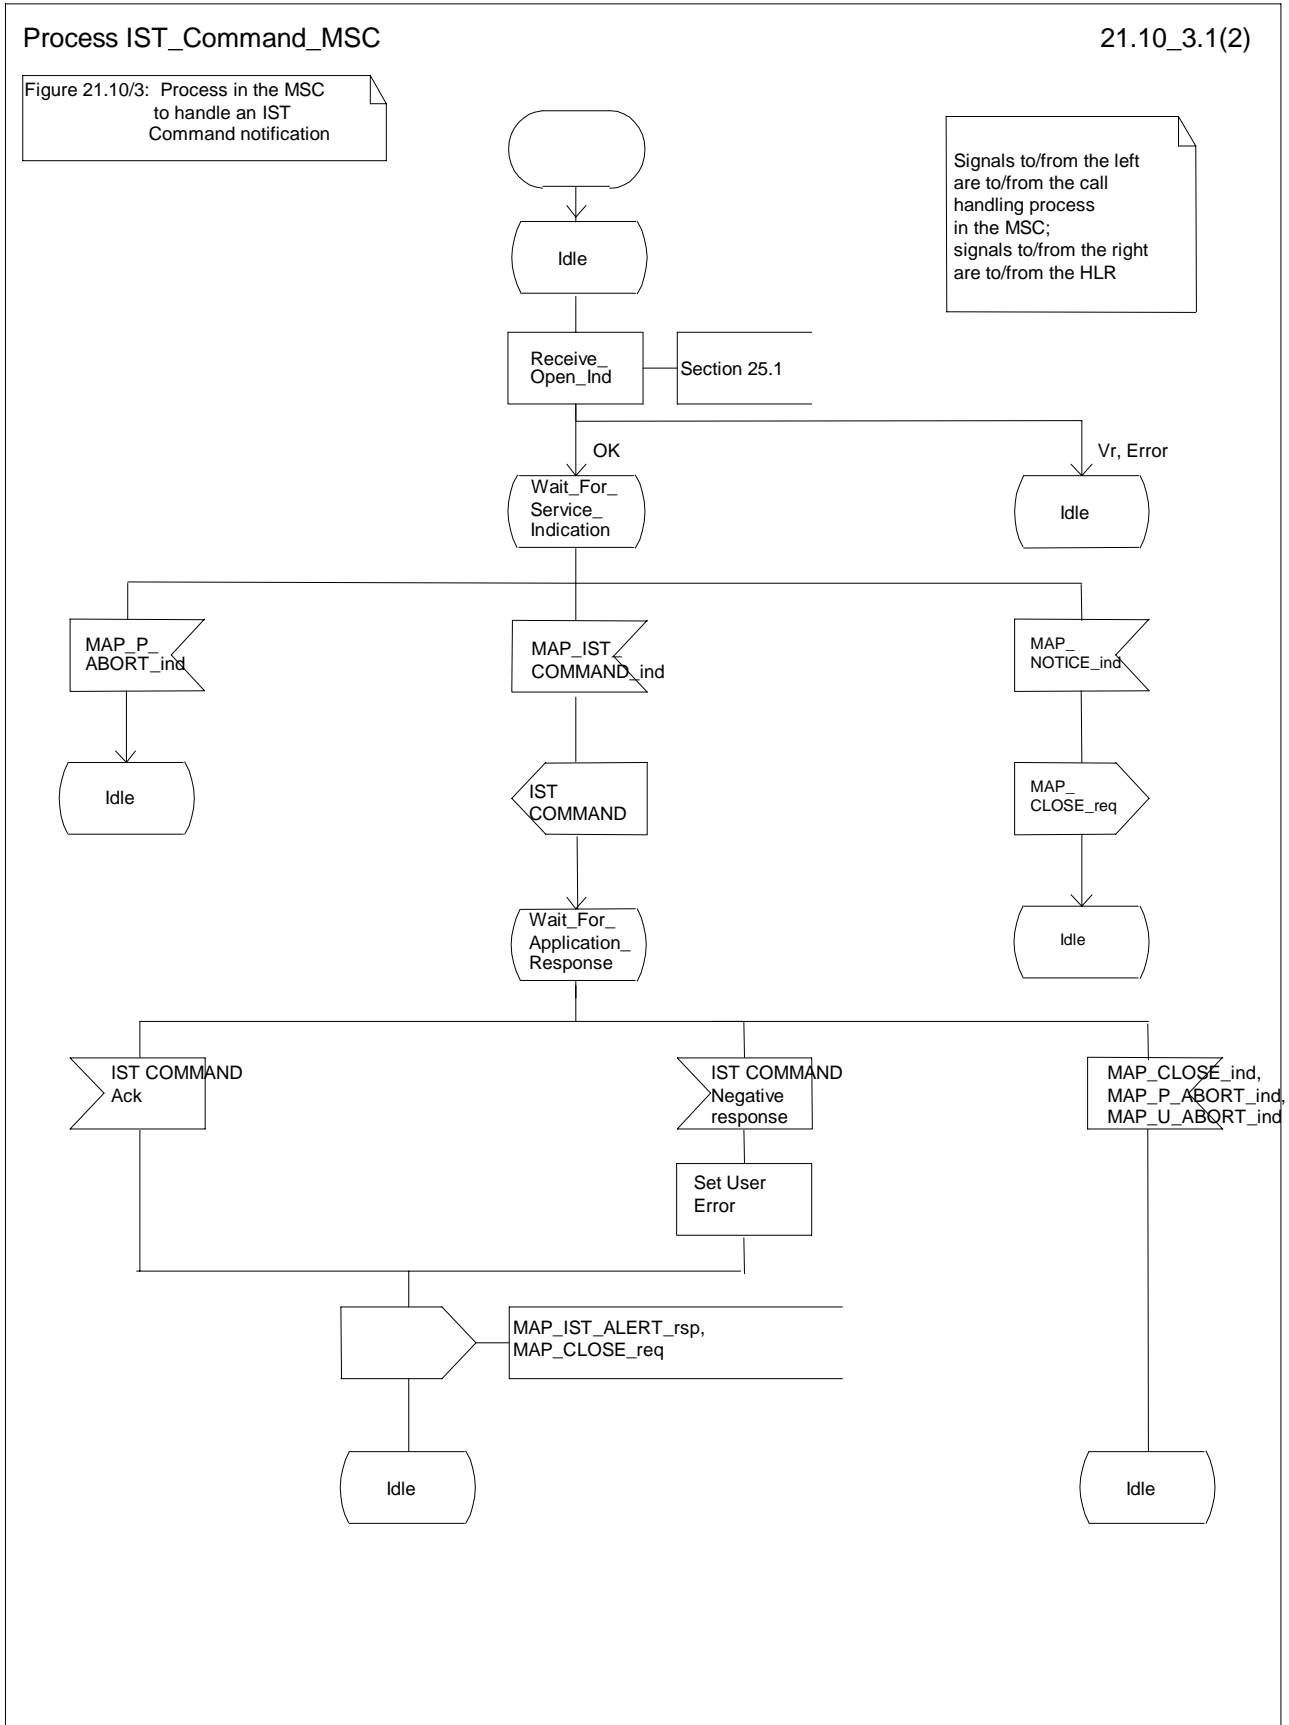 Process IST_Command_MSC
21.10_3.1(2)
Figure 21.10/3: Process in the MSC
to handle an IST
Command notification
Signals to/from the left
are to/from the call
handling process
in the MSC;
signals to/from the right
are to/from the HLR
Idle
Receive_
Open_Ind
Section 25.1
OK
Vr, Error
Wait_For_
Service_
Indication
Idle
MAP_P_
ABORT_ind
MAP_IST_
COMMAND_ind
MAP_
NOTICE_ind
Idle
IST
COMMAND
MAP_
CLOSE_req
Wait_For_
Application_
Response
Idle
IST COMMAND
Ack
IST COMMAND
Negative
response
MAP_CLOSE_ind,
MAP_P_ABORT_ind,
MAP_U_ABORT_ind
Set User
Error
MAP_IST_ALERT_rsp,
MAP_CLOSE_req
Idle
Idle